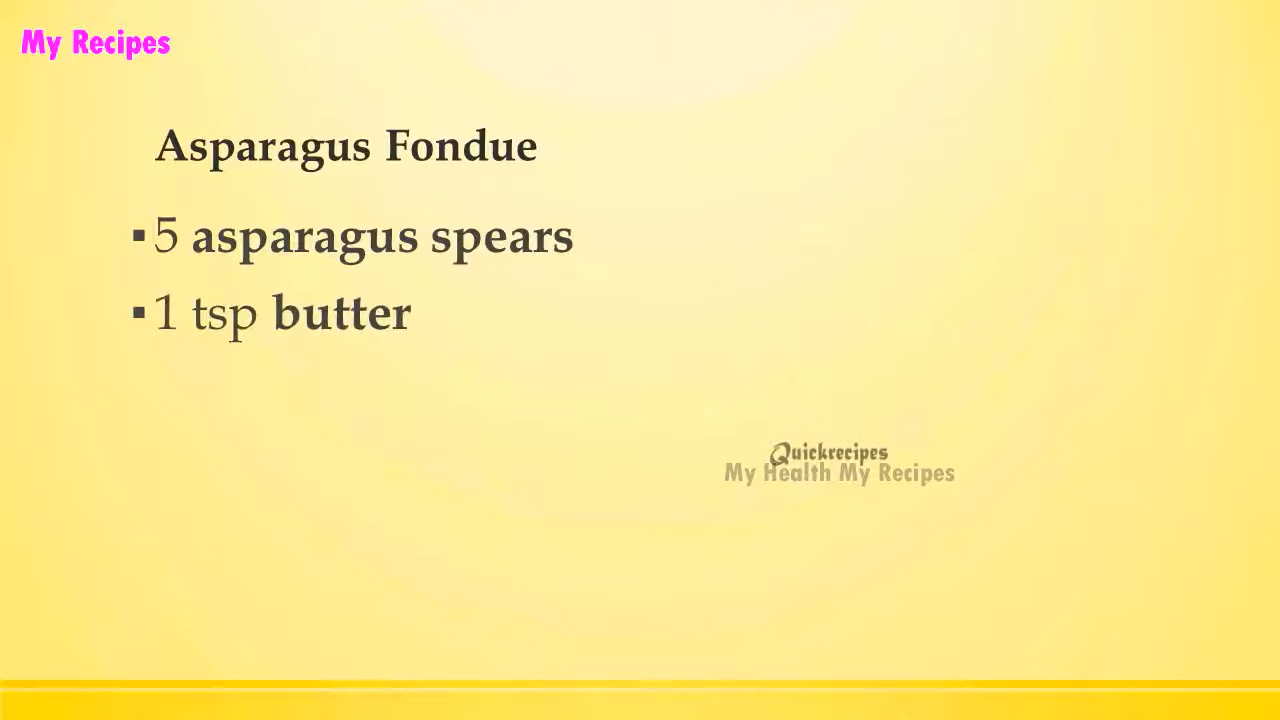 My Recipes
Asparagus Fondue
▪5 asparagus spears
▪1 tsp butter
Quickrecipes
My Health My Recipes